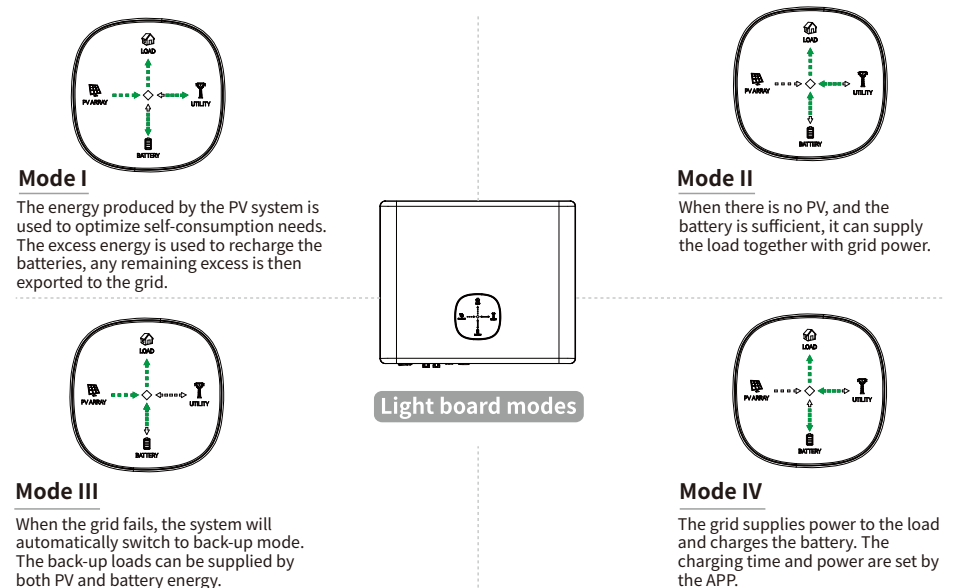 LOAD
PV ARRAY
UTILITY
BATTERY
Mode I
The energy produced by the PV system is
used to optimize self-consumption needs.
The excess energy is used to recharge the
batteries, any remaining excess is then
exported to the grid.
LOAD
PV ARRAY
UTILITY
BATTERY
Mode II
When there is no PV, and the
battery is sufficient, it can supply
the load together with grid power.
Light board modes
LOAD
PV ARRAY
UTILITY
BATTERY
Mode III
When the grid fails, the system will
automatically switch to back-up mode.
The back-up loads can be supplied by
both PV and battery energy.
LOAD
PV ARRAY
UTILITY
BATTERY
Mode IV
The grid supplies power to the load
and charges the battery. The
charging time and power are set by
the APP.